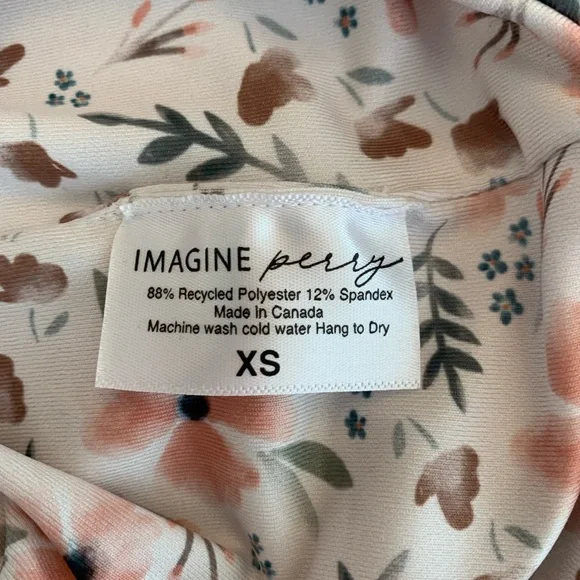 IMAGINE perry
88% Recycled Polyester 12% Spandex
Made In Canada
Machine wash cold water Hang to Dry
XS